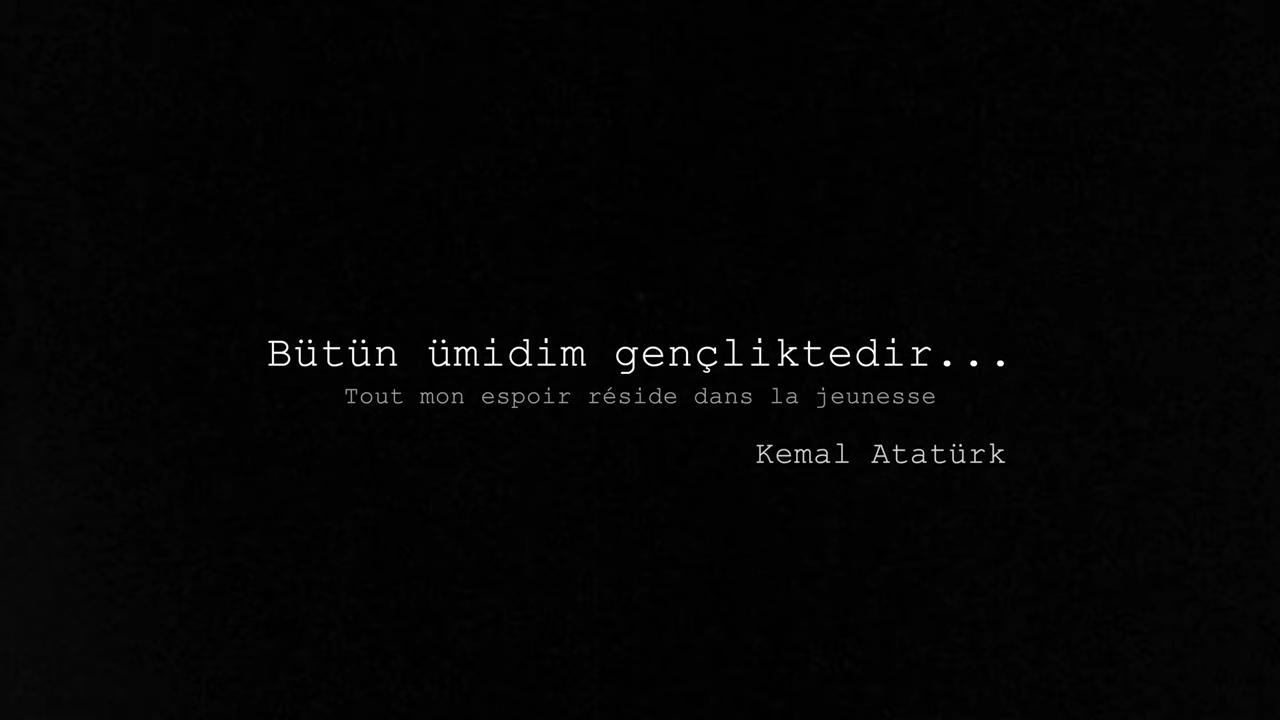 Bütün ümidim gençliktedir...
Tout mon espoir réside dans la jeunesse
Kemal Atatürk